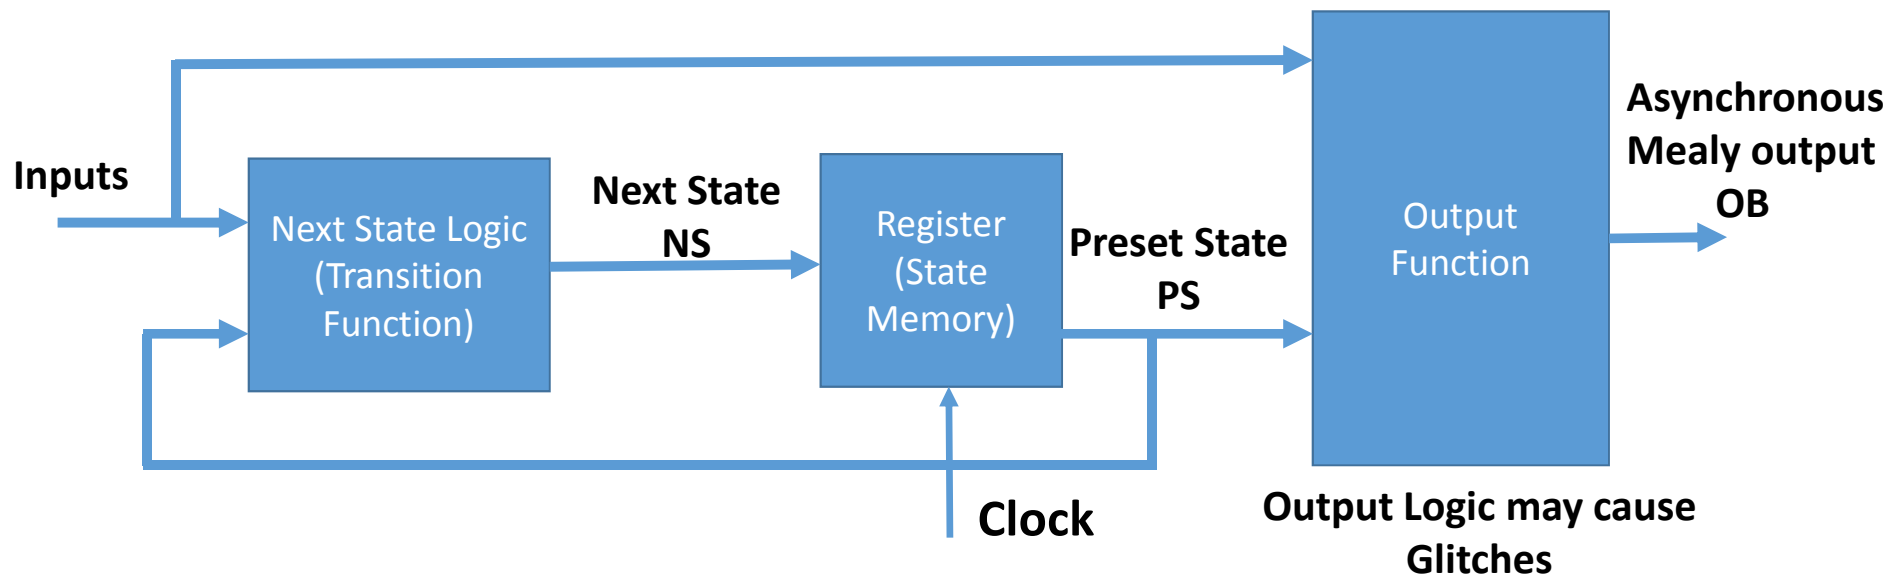 Inputs
Next State Logic
(Transition
Function)
Next State
NS
Register
(State
Memory)
Preset State
PS
Clock
Output
Function
Asynchronous
Mealy output
OB
Output Logic may cause
Glitches